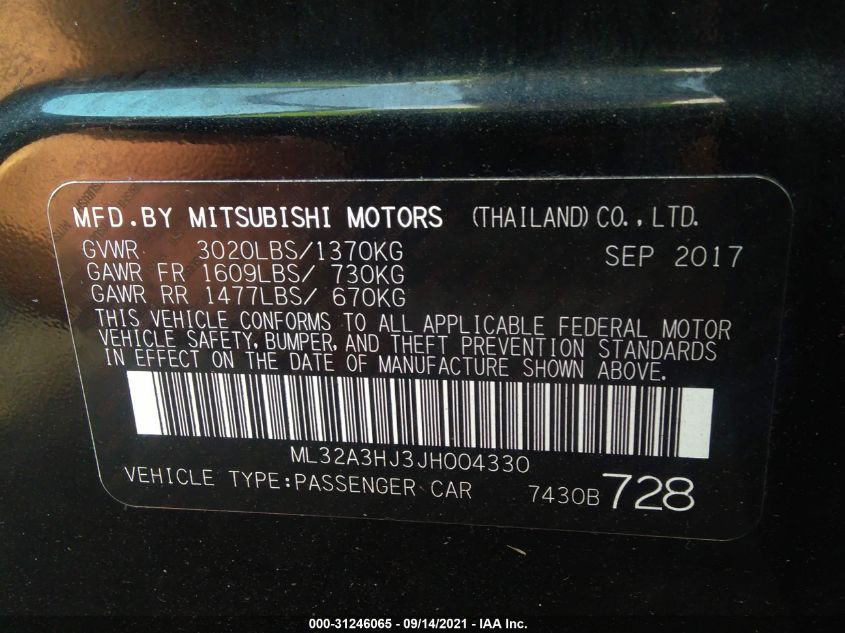 MFD.BY MITSUBISHI MOTORS (THAILAND) CO.,LTD.
GVWR 3020LBS/1370KG SEP 2017
GAWR FR 1609LBS/ 730KG
GAWR RR 1477LBS/ 670KG
THIS VEHICLE CONFORMS TO ALL APPLICABLE FEDERAL MOTOR
VEHICLE SAFETY, BUMPER, AND THEFT PREVENTION STANDARDS
IN EFFECT ON THE DATE OF MANUFACTURE SHOWN ABOVE.
ML32A3HJ3JH004330
VEHICLE TYPE:PASSENGER CAR 7430B 728
000-31246065 - 09/14/2021 - IAA Inc.